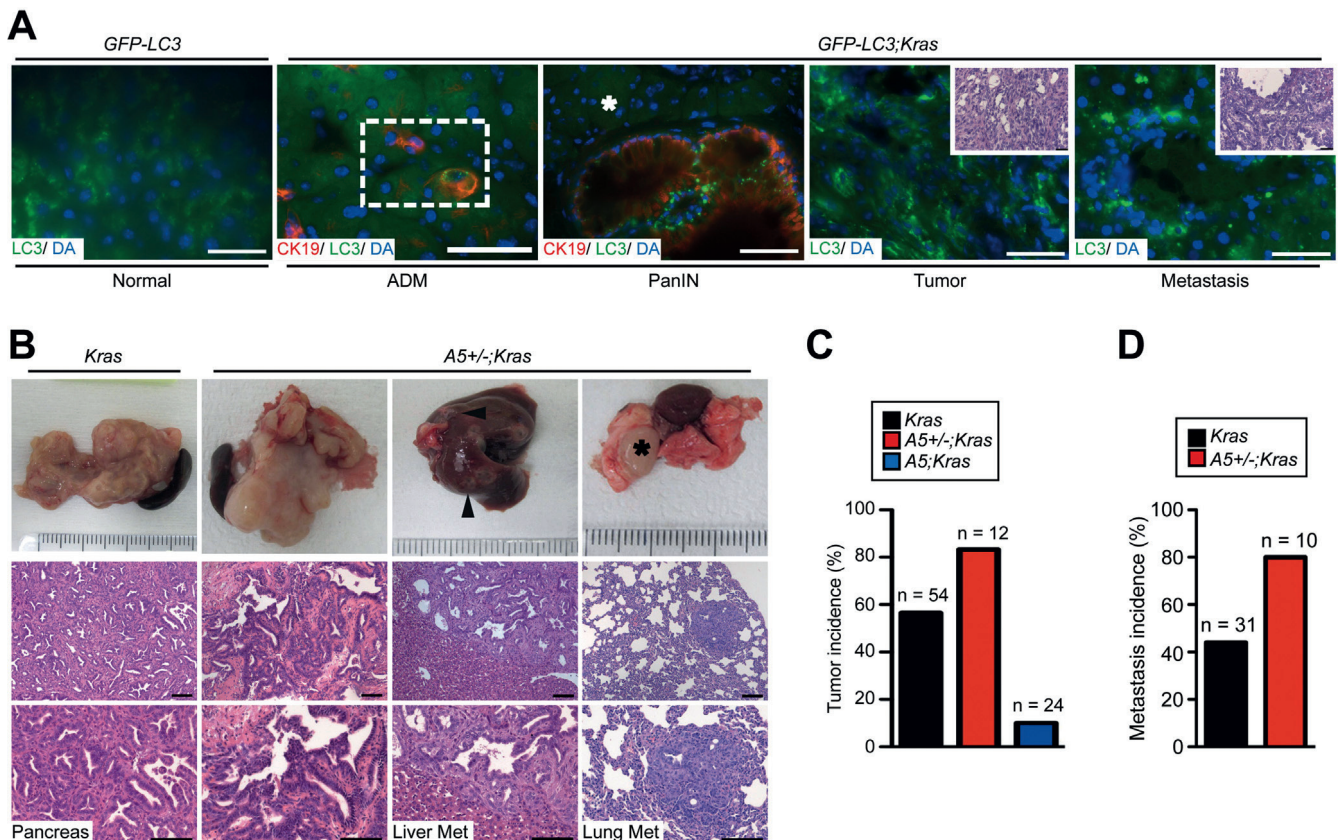 A
GFP-LC3
GFP-LC3;Kras
LC3/ DA
CK19/ LC3/ DA
CK19/ LC3/ DA
LC3/ DA
LC3/ DA
*
Normal
ADM
PanIN
Tumor
Metastasis
B
Kras
A5+/-;Kras
*
Pancreas
Liver Met
Lung Met
C
Kras
A5+/-;Kras
A5;Kras
Tumor incidence (%)
100
80
60
40
20
0
n = 54
n = 12
n = 24
D
Kras
A5+/-;Kras
Metastasis incidence (%)
100
80
60
40
20
0
n = 31
n = 10